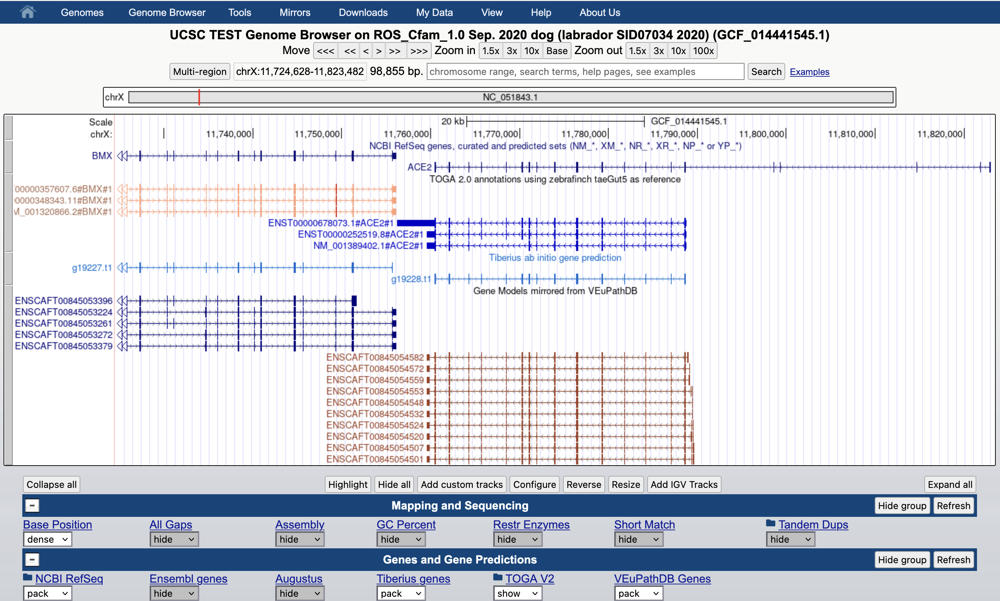 Genomes Genome Browser Tools Mirrors Downloads My Data View Help About Us
UCSC TEST Genome Browser on ROS_Cfam_1.0 Sep. 2020 dog (labrador SID07034 2020) (GCF_014441545.1)
Move <<< << < > >> >>> Zoom in 1.5x 3x 10x Base Zoom out 1.5x 3x 10x 100x
Multi-region chrX:11,724,628-11,823,482 98,855 bp. chromosome range, search terms, help pages, see examples Search Examples
chrX NC_051843.1
Scale 20 kb GCF_014441545.1
chrX: 11,740,000 11,750,000 11,760,000 11,770,000 11,780,000 11,790,000 11,800,000 11,810,000 11,820,000
NCBI RefSeq genes, curated and predicted sets (NM_*, XM_*, NR_*, XR_*, NP_* or YP_*)
BMX
ACE2
TOGA 2.0 annotations using zebrafinch taeGut5 as reference
00000357607.6#BMX#1
0000348343.11#BMX#1
M_001320866.2#BMX#1
ENST00000678073.1#ACE2#1
ENST00000252519.8#ACE2#1
NM_001389402.1#ACE2#1
Tiberius ab initio gene prediction
g19227.t1
g19228.t1
Gene Models mirrored from VEuPathDB
ENSCAFT00845053396
ENSCAFT00845053224
ENSCAFT00845053261
ENSCAFT00845053272
ENSCAFT00845053379
ENSCAFT00845054582
ENSCAFT00845054572
ENSCAFT00845054559
ENSCAFT00845054553
ENSCAFT00845054548
ENSCAFT00845054532
ENSCAFT00845054524
ENSCAFT00845054520
ENSCAFT00845054507
ENSCAFT00845054501
Collapse all Highlight Hide all Add custom tracks Configure Reverse Resize Add IGV Tracks Expand all
- Mapping and Sequencing Hide group Refresh
Base Position All Gaps Assembly GC Percent Restr Enzymes Short Match Tandem Dups
dense hide hide hide hide hide hide
- Genes and Gene Predictions Hide group Refresh
NCBI RefSeq Ensembl genes Augustus Tiberius genes TOGA V2 VEuPathDB Genes
pack hide hide pack show pack